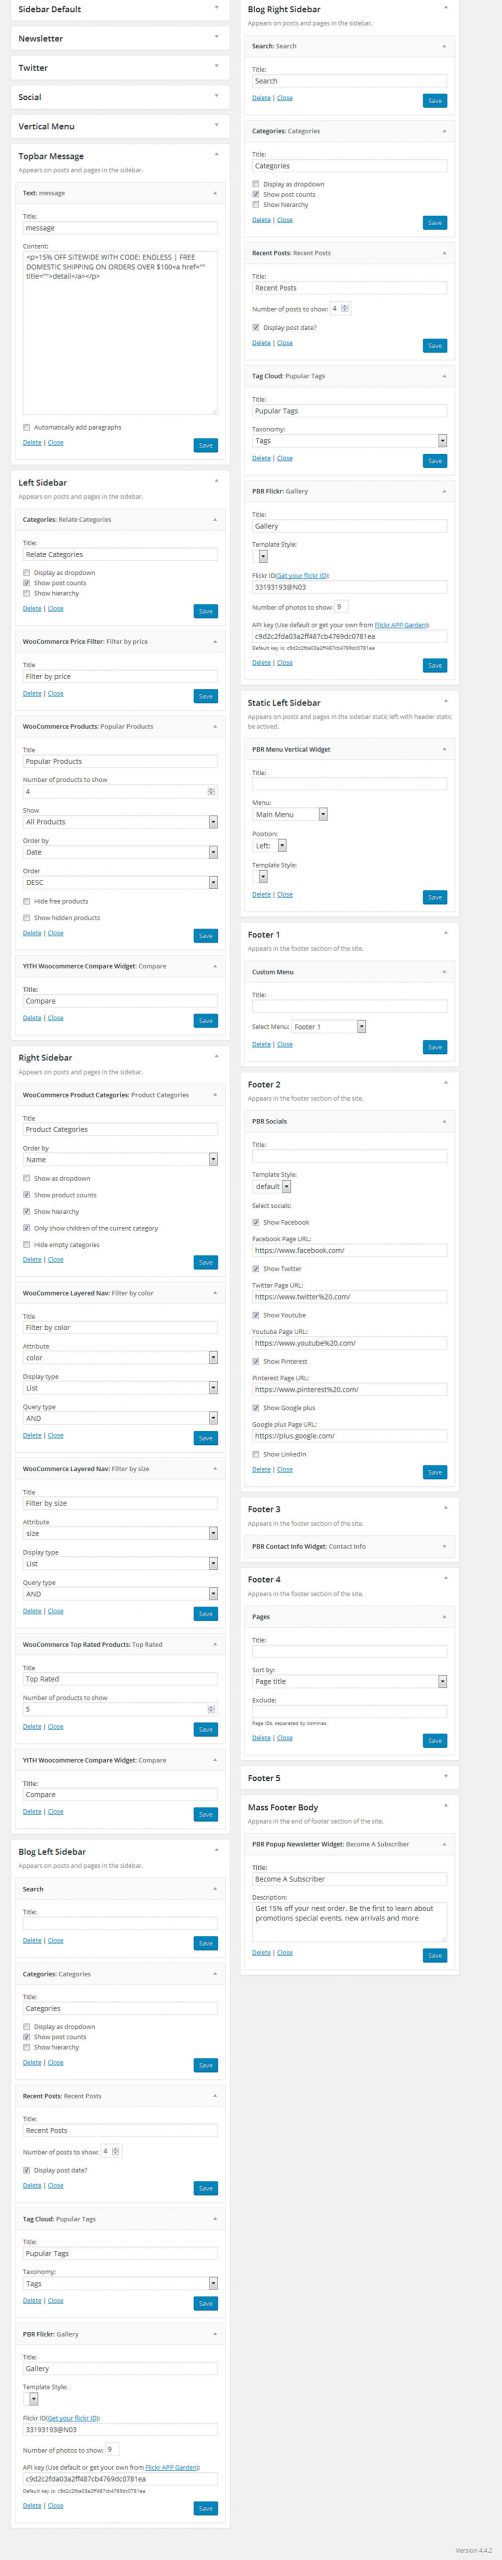 Sidebar Default
Newsletter
Twitter
Social
Vertical Menu
Topbar Message
Appears on posts and pages in the sidebar.
Text: message
Title:
message
Content:
<p>15% OFF SITEWIDE WITH CODE: ENDLESS | FREE
DOMESTIC SHIPPING ON ORDERS OVER $100<a href=""
title="">detail</a></p>
Automatically add paragraphs
Delete | Close
Save
Left Sidebar
Appears on posts and pages in the sidebar.
Categories: Relate Categories
Title:
Relate Categories
Display as dropdown
Show post counts
Show hierarchy
Delete | Close
Save
WooCommerce Price Filter: Filter by price
Title
Filter by price
Delete | Close
Save
WooCommerce Products: Popular Products
Title
Popular Products
Number of products to show
4
Show
All Products
Order by
Date
Order
DESC
Hide free products
Show hidden products
Delete | Close
Save
YITH Woocommerce Compare Widget: Compare
Title:
Compare
Delete | Close
Save
Right Sidebar
Appears on posts and pages in the sidebar.
WooCommerce Product Categories: Product Categories
Title
Product Categories
Order by
Name
Show as dropdown
Show product counts
Show hierarchy
Only show children of the current category
Hide empty categories
Delete | Close
Save
WooCommerce Layered Nav: Filter by color
Title
Filter by color
Attribute
color
Display type
List
Query type
AND
Delete | Close
Save
WooCommerce Layered Nav: Filter by size
Title
Filter by size
Attribute
size
Display type
List
Query type
AND
Delete | Close
Save
WooCommerce Top Rated Products: Top Rated
Title
Top Rated
Number of products to show
5
Delete | Close
Save
YITH Woocommerce Compare Widget: Compare
Title:
Compare
Delete | Close
Save
Blog Left Sidebar
Appears on posts and pages in the sidebar.
Search
Title:
Delete | Close
Save
Categories: Categories
Title:
Categories
Display as dropdown
Show post counts
Show hierarchy
Delete | Close
Save
Recent Posts: Recent Posts
Title:
Recent Posts
Number of posts to show: 4
Display post date?
Delete | Close
Save
Tag Cloud: Pupular Tags
Title:
Pupular Tags
Taxonomy:
Tags
Delete | Close
Save
PBR Flickr: Gallery
Title:
Gallery
Template Style:
Flickr ID(Get your flickr ID):
33193193@N03
Number of photos to show: 9
API key (Use default or get your own from Flickr APP Garden):
c9d2c2fda03a2ff487cb4769dc0781ea
Default key is: c9d2c2fda03a2ff487cb4769dc0781ea
Delete | Close
Save
Blog Right Sidebar
Appears on posts and pages in the sidebar.
Search: Search
Title:
Search
Delete | Close
Save
Categories: Categories
Title:
Categories
Display as dropdown
Show post counts
Show hierarchy
Delete | Close
Save
Recent Posts: Recent Posts
Title:
Recent Posts
Number of posts to show: 4
Display post date?
Delete | Close
Save
Tag Cloud: Pupular Tags
Title:
Pupular Tags
Taxonomy:
Tags
Delete | Close
Save
PBR Flickr: Gallery
Title:
Gallery
Template Style:
Flickr ID(Get your flickr ID):
33193193@N03
Number of photos to show: 9
API key (Use default or get your own from Flickr APP Garden):
c9d2c2fda03a2ff487cb4769dc0781ea
Default key is: c9d2c2fda03a2ff487cb4769dc0781ea
Delete | Close
Save
Static Left Sidebar
Appears on posts and pages in the sidebar static left with header static
be actived.
PBR Menu Vertical Widget
Title:
Menu:
Main Menu
Position:
Left:
Template Style:
Delete | Close
Save
Footer 1
Appears in the footer section of the site.
Custom Menu
Title:
Select Menu: Footer 1
Delete | Close
Save
Footer 2
Appears in the footer section of the site.
PBR Socials
Title:
Template Style:
default
Select socials:
Show Facebook
Facebook Page URL:
https://www.facebook.com/
Show Twitter
Twitter Page URL:
https://www.twitter%20.com/
Show Youtube
Youtube Page URL:
https://www.youtube%20.com/
Show Pinterest
Pinterest Page URL:
https://www.pinterest%20.com/
Show Google plus
Google plus Page URL:
https://plus.google.com/
Show LinkedIn
Delete | Close
Save
Footer 3
Appears in the footer section of the site.
PBR Contact Info Widget: Contact Info
Footer 4
Appears in the footer section of the site.
Pages
Title:
Sort by:
Page title
Exclude:
Page IDs, separated by commas.
Delete | Close
Save
Footer 5
Mass Footer Body
Appears in the end of footer section of the site.
PBR Popup Newsletter Widget: Become A Subscriber
Title:
Become A Subscriber
Description:
Get 15% off your next order. Be the first to learn about
promotions special events, new arrivals and more
Delete | Close
Save
Version 4.4.2